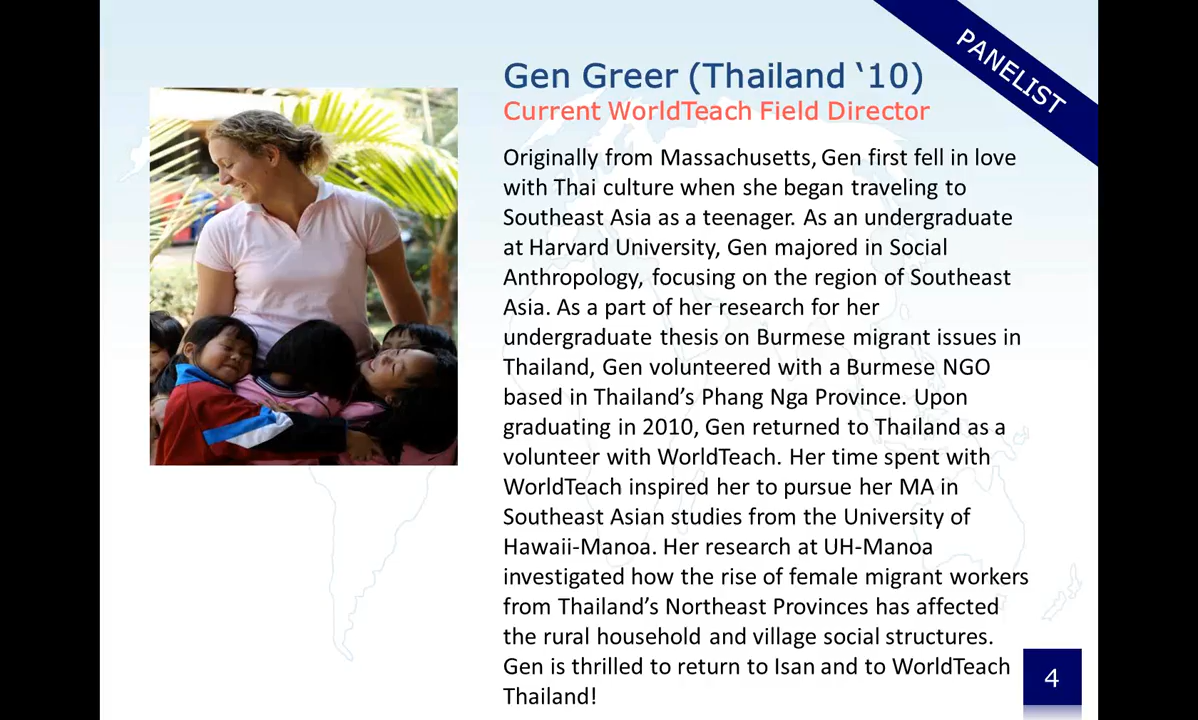 PANELIST
Gen Greer (Thailand ‘10)
Current WorldTeach Field Director
Originally from Massachusetts, Gen first fell in love
with Thai culture when she began traveling to
Southeast Asia as a teenager. As an undergraduate
at Harvard University, Gen majored in Social
Anthropology, focusing on the region of Southeast
Asia. As a part of her research for her
undergraduate thesis on Burmese migrant issues in
Thailand, Gen volunteered with a Burmese NGO
based in Thailand’s Phang Nga Province. Upon
graduating in 2010, Gen returned to Thailand as a
volunteer with WorldTeach. Her time spent with
WorldTeach inspired her to pursue her MA in
Southeast Asian studies from the University of
Hawaii-Manoa. Her research at UH-Manoa
investigated how the rise of female migrant workers
from Thailand’s Northeast Provinces has affected
the rural household and village social structures.
Gen is thrilled to return to Isan and to WorldTeach
Thailand!
4